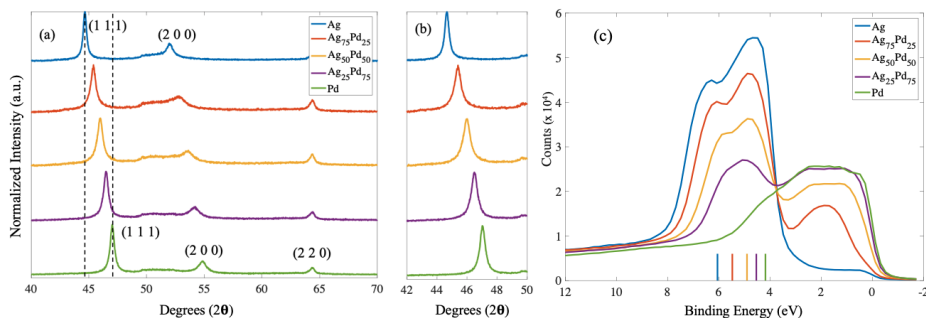 (a)
(1 1 1)
(2 0 0)
Ag
Ag₇₅Pd₂₅
Ag₅₀Pd₅₀
Ag₂₅Pd₇₅
Pd
(1 1 1)
(2 0 0)
(2 2 0)
Normalized Intensity (a.u.)
40 45 50 55 60 65 70
Degrees (2θ)
(b)
42 44 46 48 50
Degrees (2θ)
(c)
Ag
Ag₇₅Pd₂₅
Ag₅₀Pd₅₀
Ag₂₅Pd₇₅
Pd
6
5
4
3
2
1
0
Counts (x 10⁴)
12 10 8 6 4 2 0 -2
Binding Energy (eV)